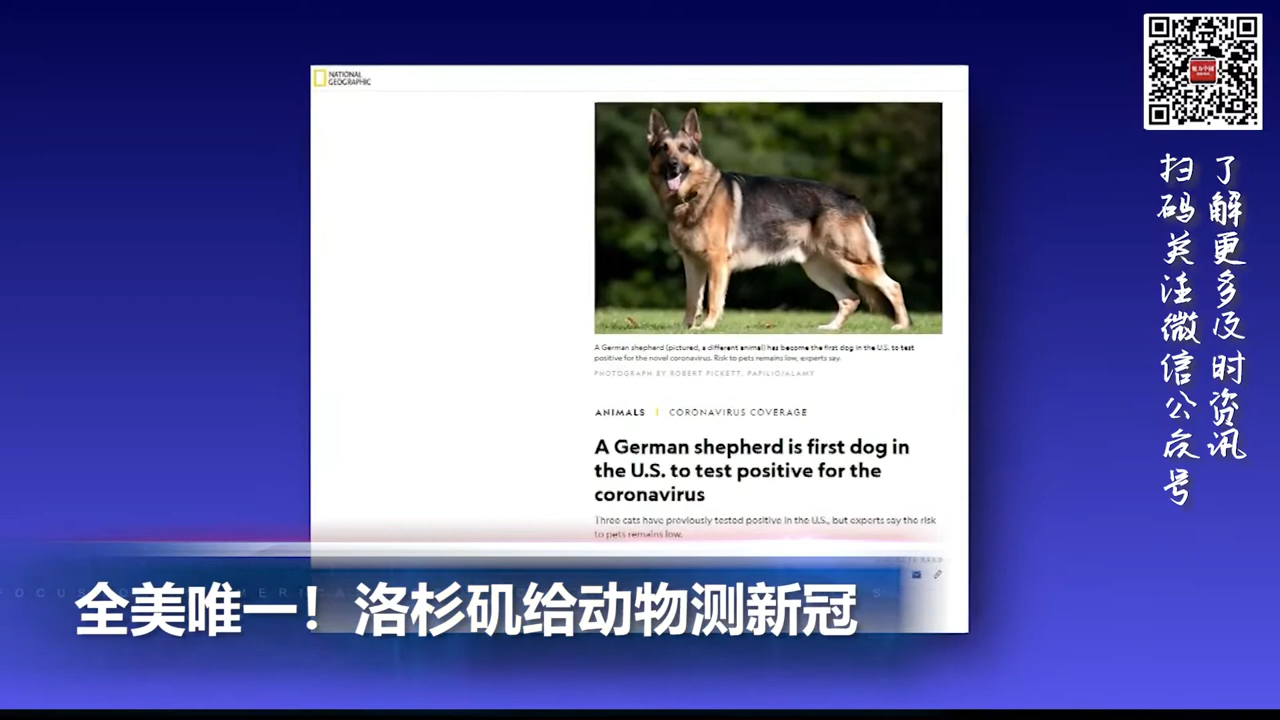 NATIONAL
GEOGRAPHIC
A German shepherd (pictured, a different animal) has become the first dog in the U.S. to test
positive for the novel coronavirus. Risk to pets remains low, experts say.
PHOTOGRAPH BY ROBERT PICKETT, PAPILIO/ALAMY
ANIMALS | CORONAVIRUS COVERAGE
A German shepherd is first dog in
the U.S. to test positive for the
coronavirus
Three cats have previously tested positive in the U.S., but experts say the risk
to pets remains low.
全美唯一！洛杉矶给动物测新冠
了解更多及时资讯
扫码关注微信公众号